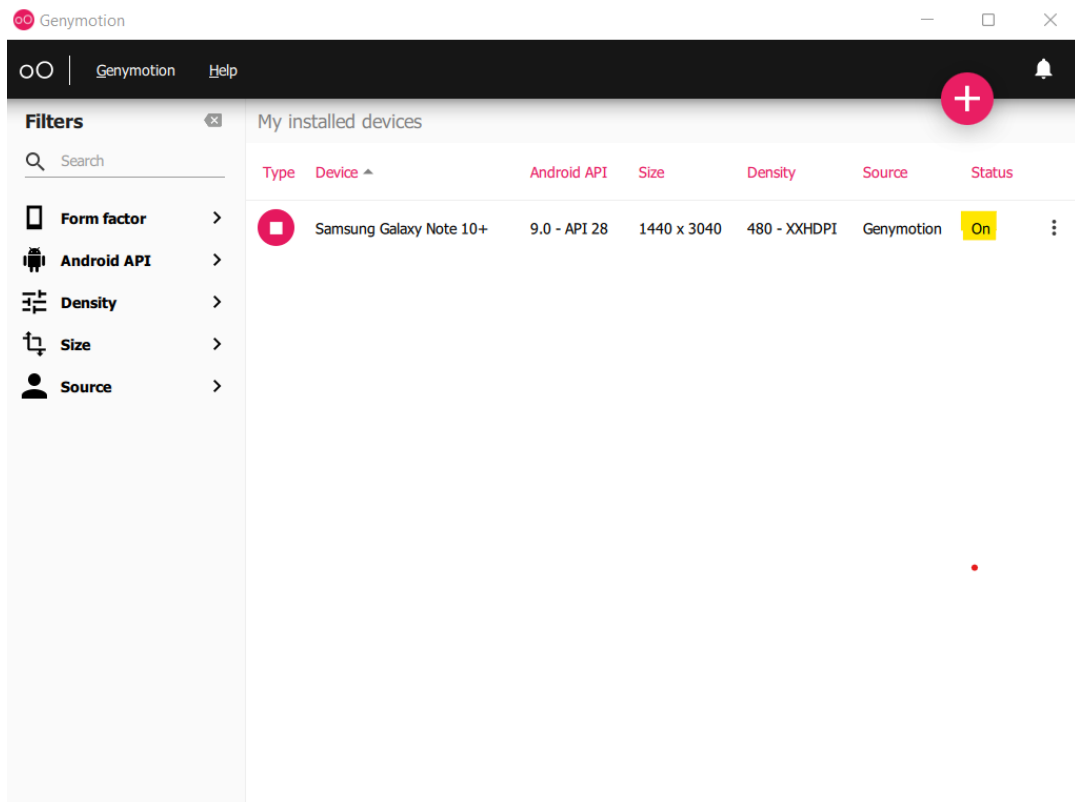 Genymotion
oO Genymotion Help
Filters
My installed devices
Search
Type Device Android API Size Density Source Status
Form factor
Samsung Galaxy Note 10+ 9.0 - API 28 1440 x 3040 480 - XXHDPI Genymotion On
Android API
Density
Size
Source